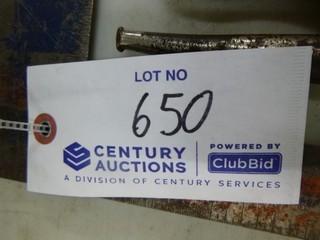 LOT NO
650
CENTURY AUCTIONS
POWERED BY
ClubBid
A DIVISION OF CENTURY SERVICES